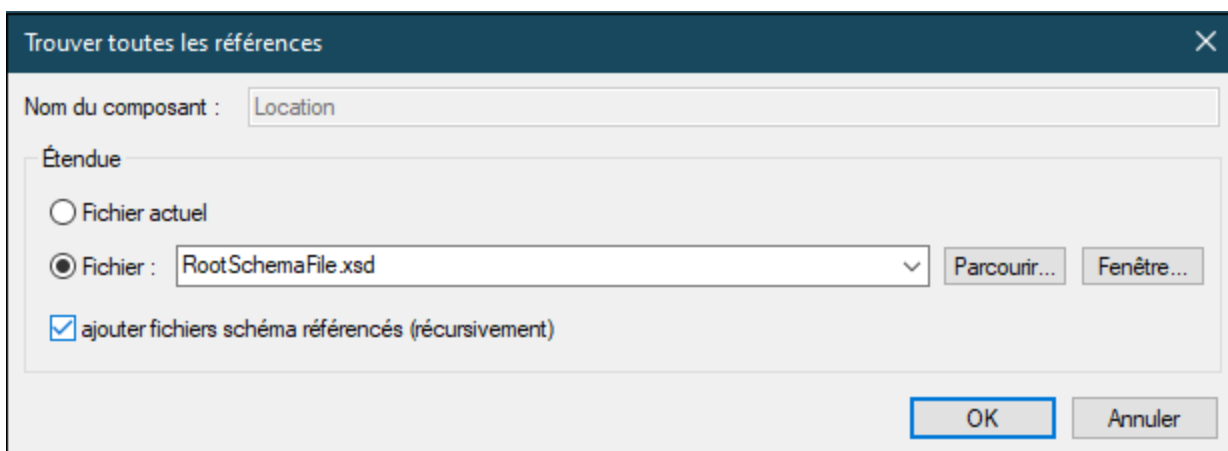 Trouver toutes les références
Nom du composant : Location
Étendue
Fichier actuel
Fichier : RootSchemaFile.xsd Parcourir... Fenêtre...
ajouter fichiers schéma référencés (récursivement)
OK Annuler